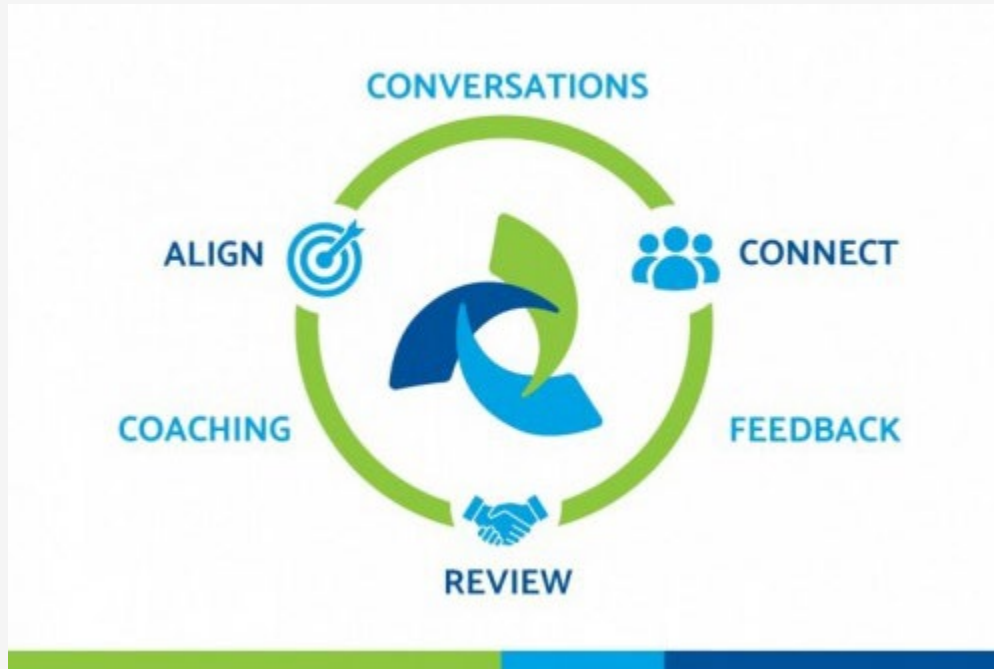 CONVERSATIONS
ALIGN
CONNECT
COACHING
FEEDBACK
REVIEW